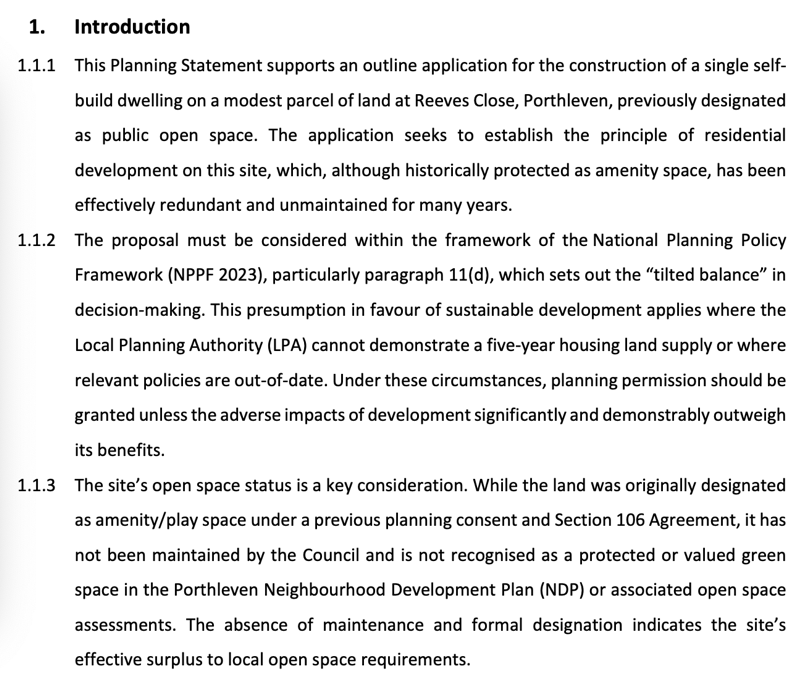 1. Introduction
1.1.1 This Planning Statement supports an outline application for the construction of a single self-
build dwelling on a modest parcel of land at Reeves Close, Porthleven, previously designated
as public open space. The application seeks to establish the principle of residential
development on this site, which, although historically protected as amenity space, has been
effectively redundant and unmaintained for many years.
1.1.2 The proposal must be considered within the framework of the National Planning Policy
Framework (NPPF 2023), particularly paragraph 11(d), which sets out the “tilted balance” in
decision-making. This presumption in favour of sustainable development applies where the
Local Planning Authority (LPA) cannot demonstrate a five-year housing land supply or where
relevant policies are out-of-date. Under these circumstances, planning permission should be
granted unless the adverse impacts of development significantly and demonstrably outweigh
its benefits.
1.1.3 The site’s open space status is a key consideration. While the land was originally designated
as amenity/play space under a previous planning consent and Section 106 Agreement, it has
not been maintained by the Council and is not recognised as a protected or valued green
space in the Porthleven Neighbourhood Development Plan (NDP) or associated open space
assessments. The absence of maintenance and formal designation indicates the site’s
effective surplus to local open space requirements.